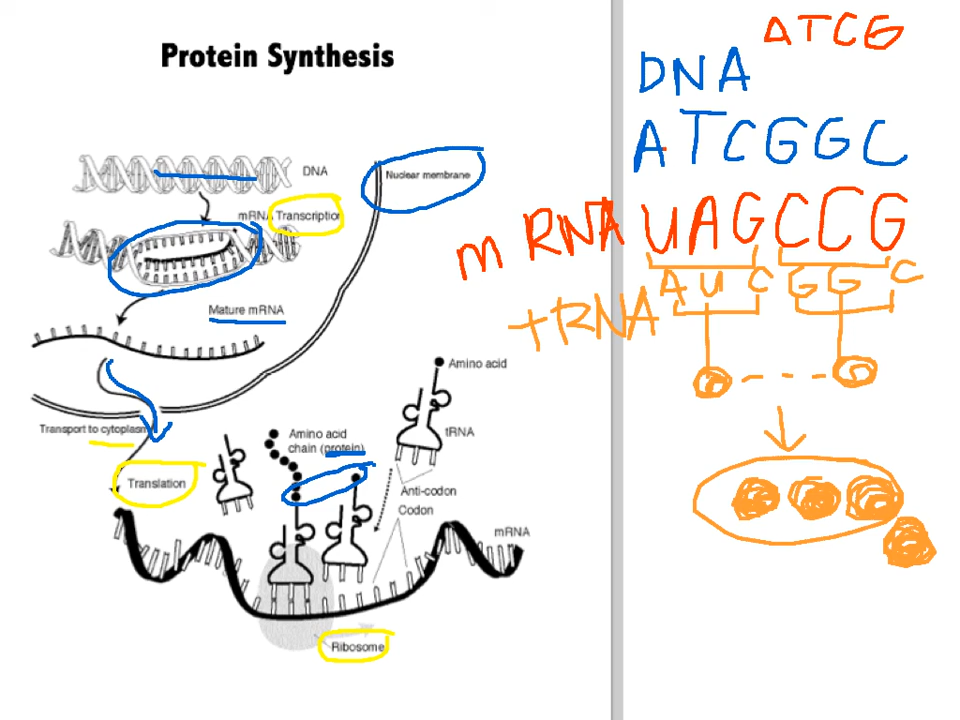 Protein Synthesis
DNA
mRNA Transcription
Nuclear membrane
Mature mRNA
Transport to cytoplasm
Translation
Amino acid
chain (protein)
Amino acid
tRNA
Anti-codon
Codon
mRNA
Ribosome
ATCG
DNA
ATCGGC
mRNA UAGCCG
tRNA AUC GGC